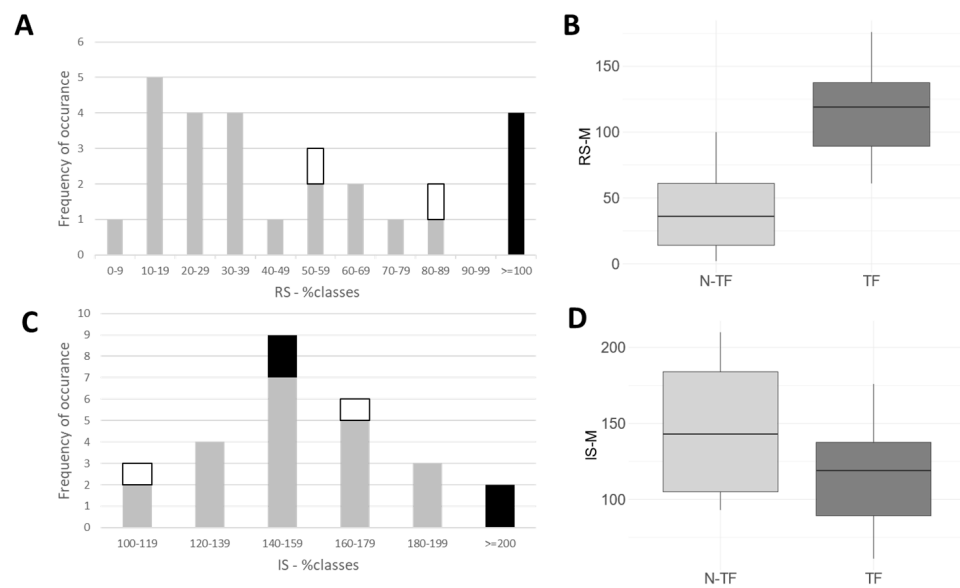 A
6
5
4
3
2
1
0
Frequency of occurance
0-9 10-19 20-29 30-39 40-49 50-59 60-69 70-79 80-89 90-99 >=100
RS - %classes
B
150
100
50
0
RS-M
N-TF TF
C
10
9
8
7
6
5
4
3
2
1
0
Frequency of occurance
100-119 120-139 140-159 160-179 180-199 >=200
IS - %classes
D
200
150
100
IS-M
N-TF TF